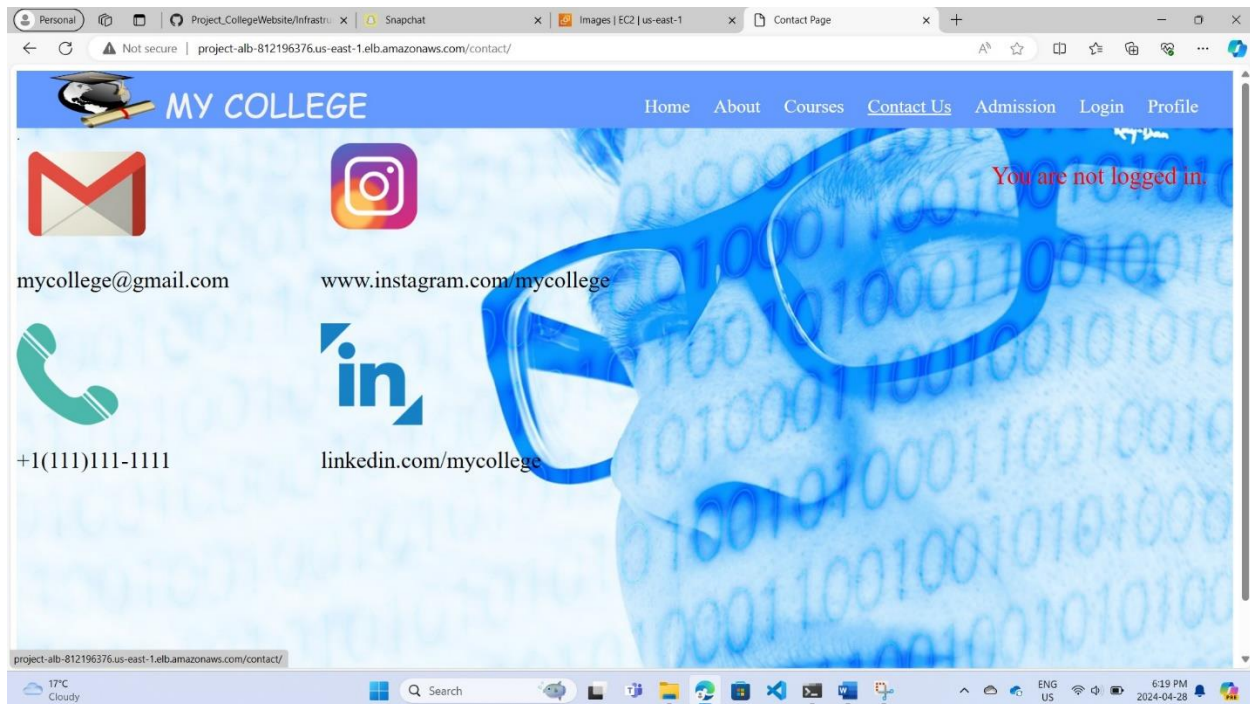 Personal
Project_CollegeWebsite/Infrastru
Snapchat
Images | EC2 | us-east-1
Contact Page
Not secure
project-alb-812196376.us-east-1.elb.amazonaws.com/contact/
MY COLLEGE
Home About Courses Contact Us Admission Login Profile
You are not logged in.
mycollege@gmail.com
www.instagram.com/mycollege
+1(111)111-1111
in
linkedin.com/mycollege
project-alb-812196376.us-east-1.elb.amazonaws.com/contact/
17°C
Cloudy
Search
ENG
US
6:19 PM
2024-04-28